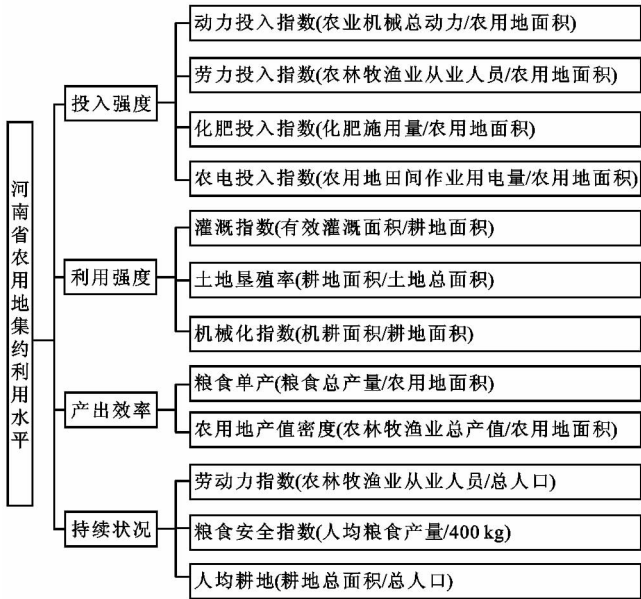 河南省农用地集约利用水平
投入强度
动力投入指数(农业机械总动力/农用地面积)
劳力投入指数(农林牧渔业从业人员/农用地面积)
化肥投入指数(化肥施用量/农用地面积)
农电投入指数(农用地田间作业用电量/农用地面积)
利用强度
灌溉指数(有效灌溉面积/耕地面积)
土地垦殖率(耕地面积/土地总面积)
机械化指数(机耕面积/耕地面积)
产出效率
粮食单产(粮食总产量/农用地面积)
农用地产值密度(农林牧渔业总产值/农用地面积)
持续状况
劳动力指数(农林牧渔业从业人员/总人口)
粮食安全指数(人均粮食产量/400 kg)
人均耕地(耕地总面积/总人口)